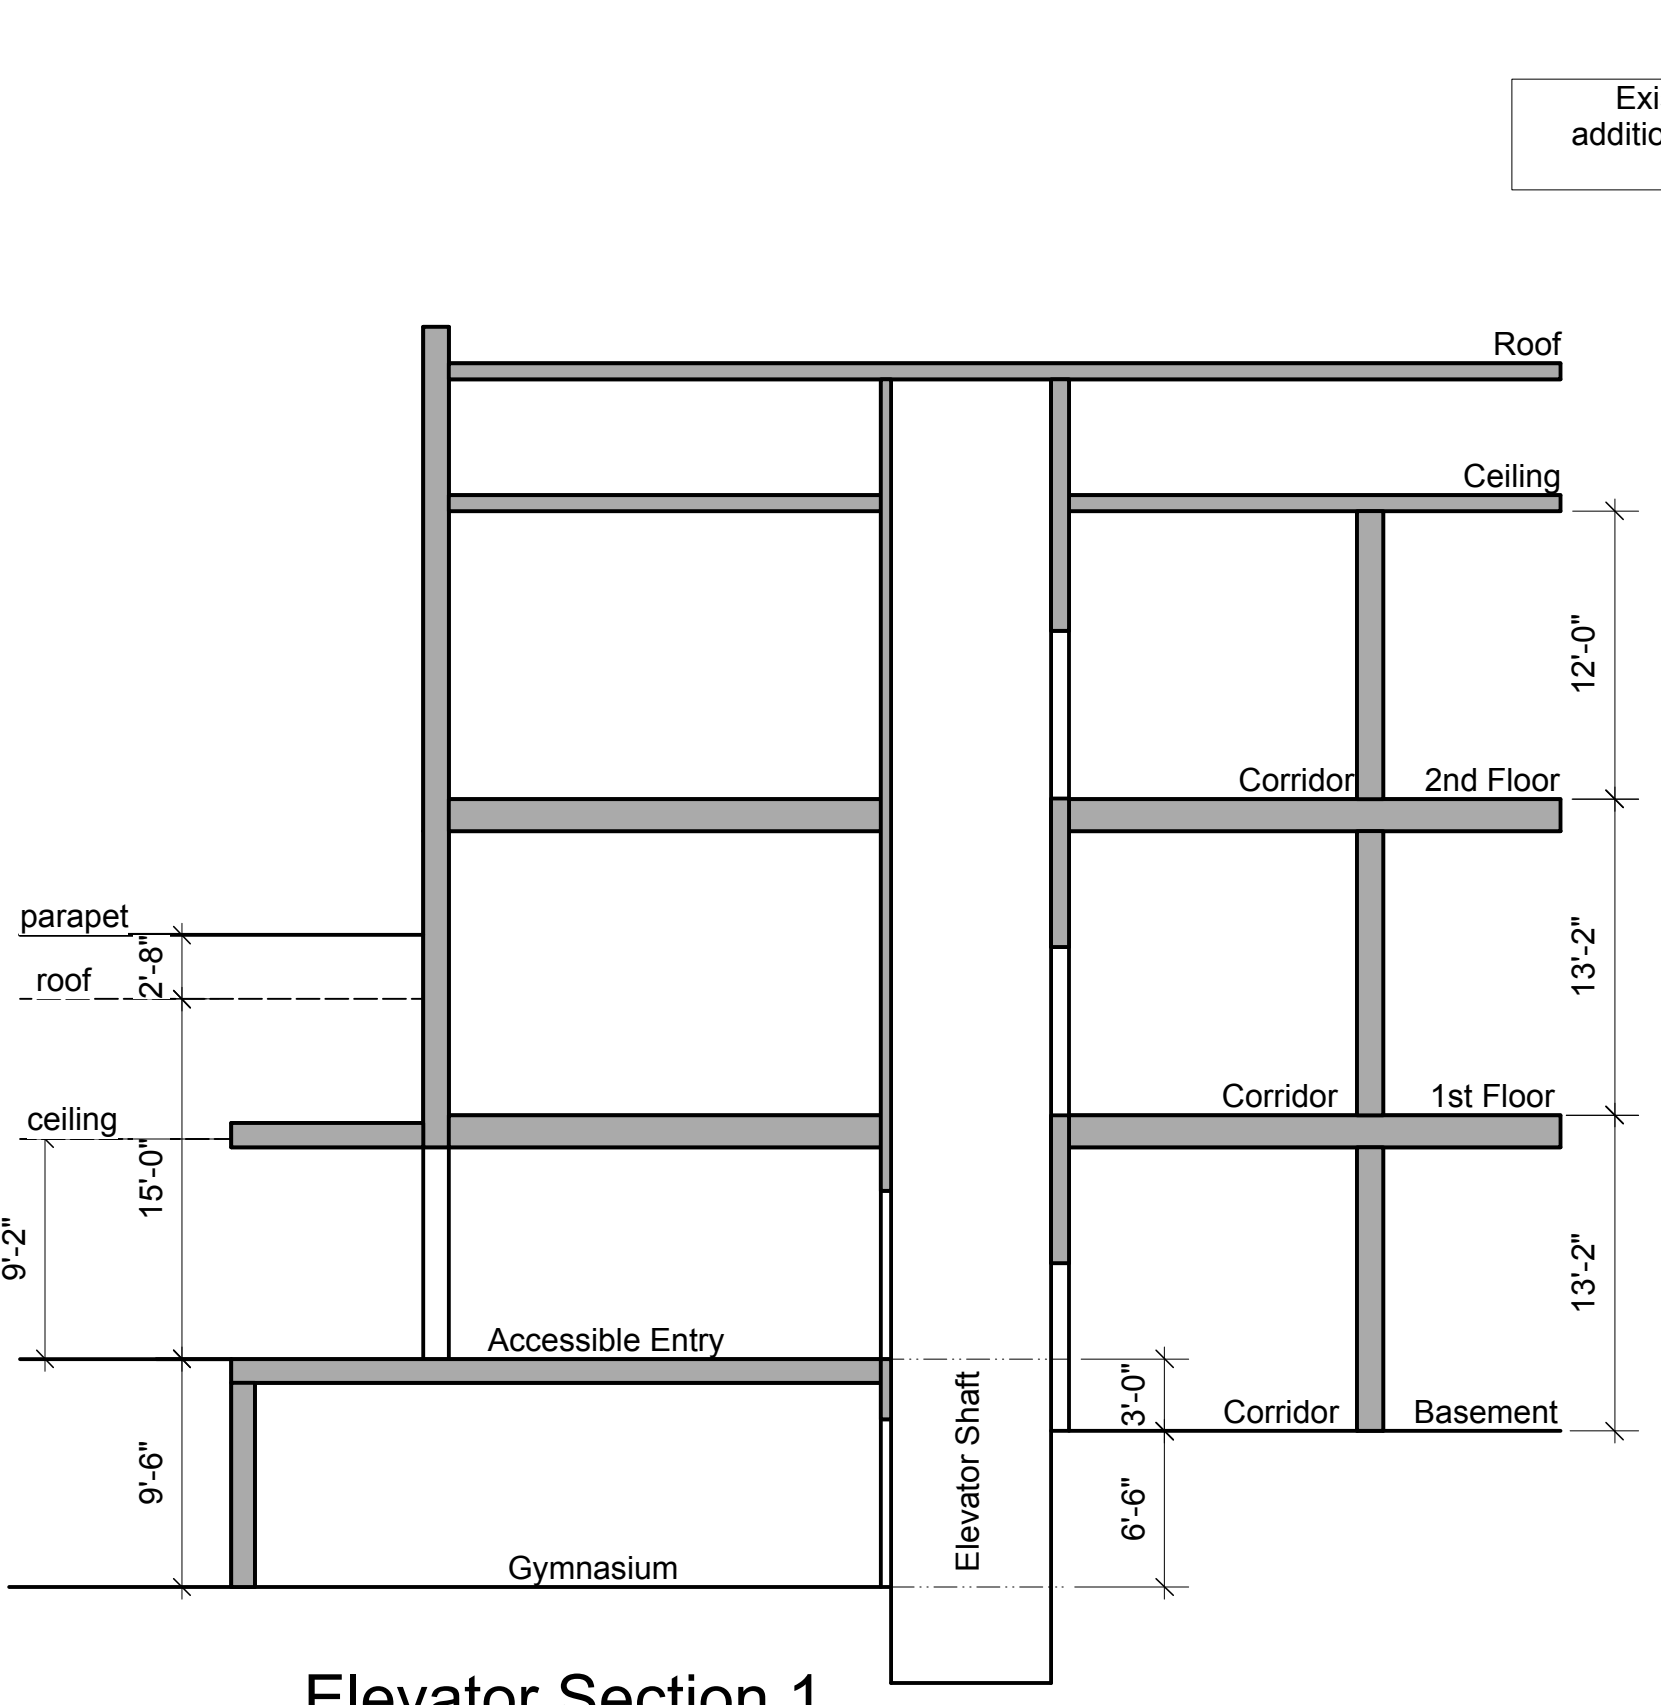 Exi
additio
Roof
Ceiling
12'-0"
Corridor
2nd Floor
parapet
2'-8"
13'-2"
roof
Corridor
1st Floor
ceiling
15'-0"
9'-2"
13'-2"
Accessible Entry
3'-0"
Elevator Shaft
Corridor
Basement
9'-6"
6'-6"
Gymnasium
Elevator Section 1